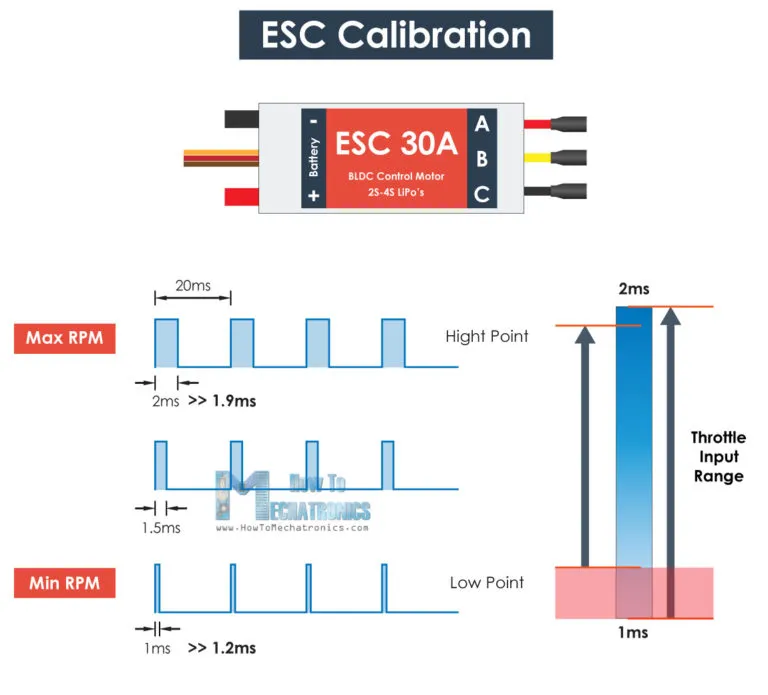 ESC Calibration
Battery
-
+
ESC 30A
BLDC Control Motor
2S-4S LiPo's
A
B
C
20ms
Max RPM
Hight Point
2ms >> 1.9ms
1.5ms
How To
Mechatronics
www.HowToMechatronics.com
Min RPM
Low Point
1ms >> 1.2ms
2ms
Throttle
Input
Range
1ms